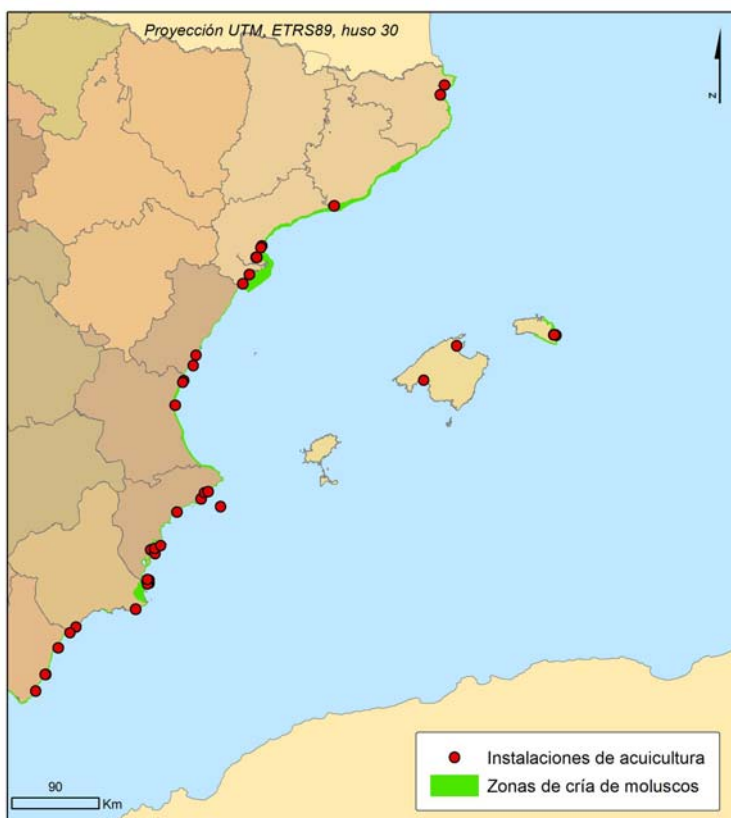 Proyección UTM, ETRS89, huso 30
N
Instalaciones de acuicultura
Zonas de cría de moluscos
90
Km